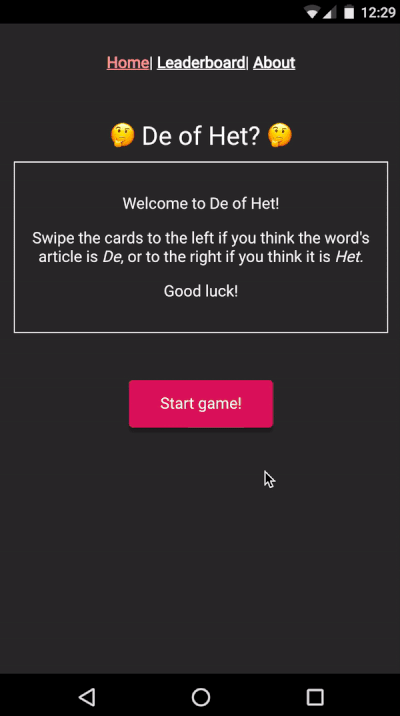 12:29
Home| Leaderboard| About
🤔 De of Het? 🤔
Welcome to De of Het!
Swipe the cards to the left if you think the word's
article is De, or to the right if you think it is Het.
Good luck!
Start game!